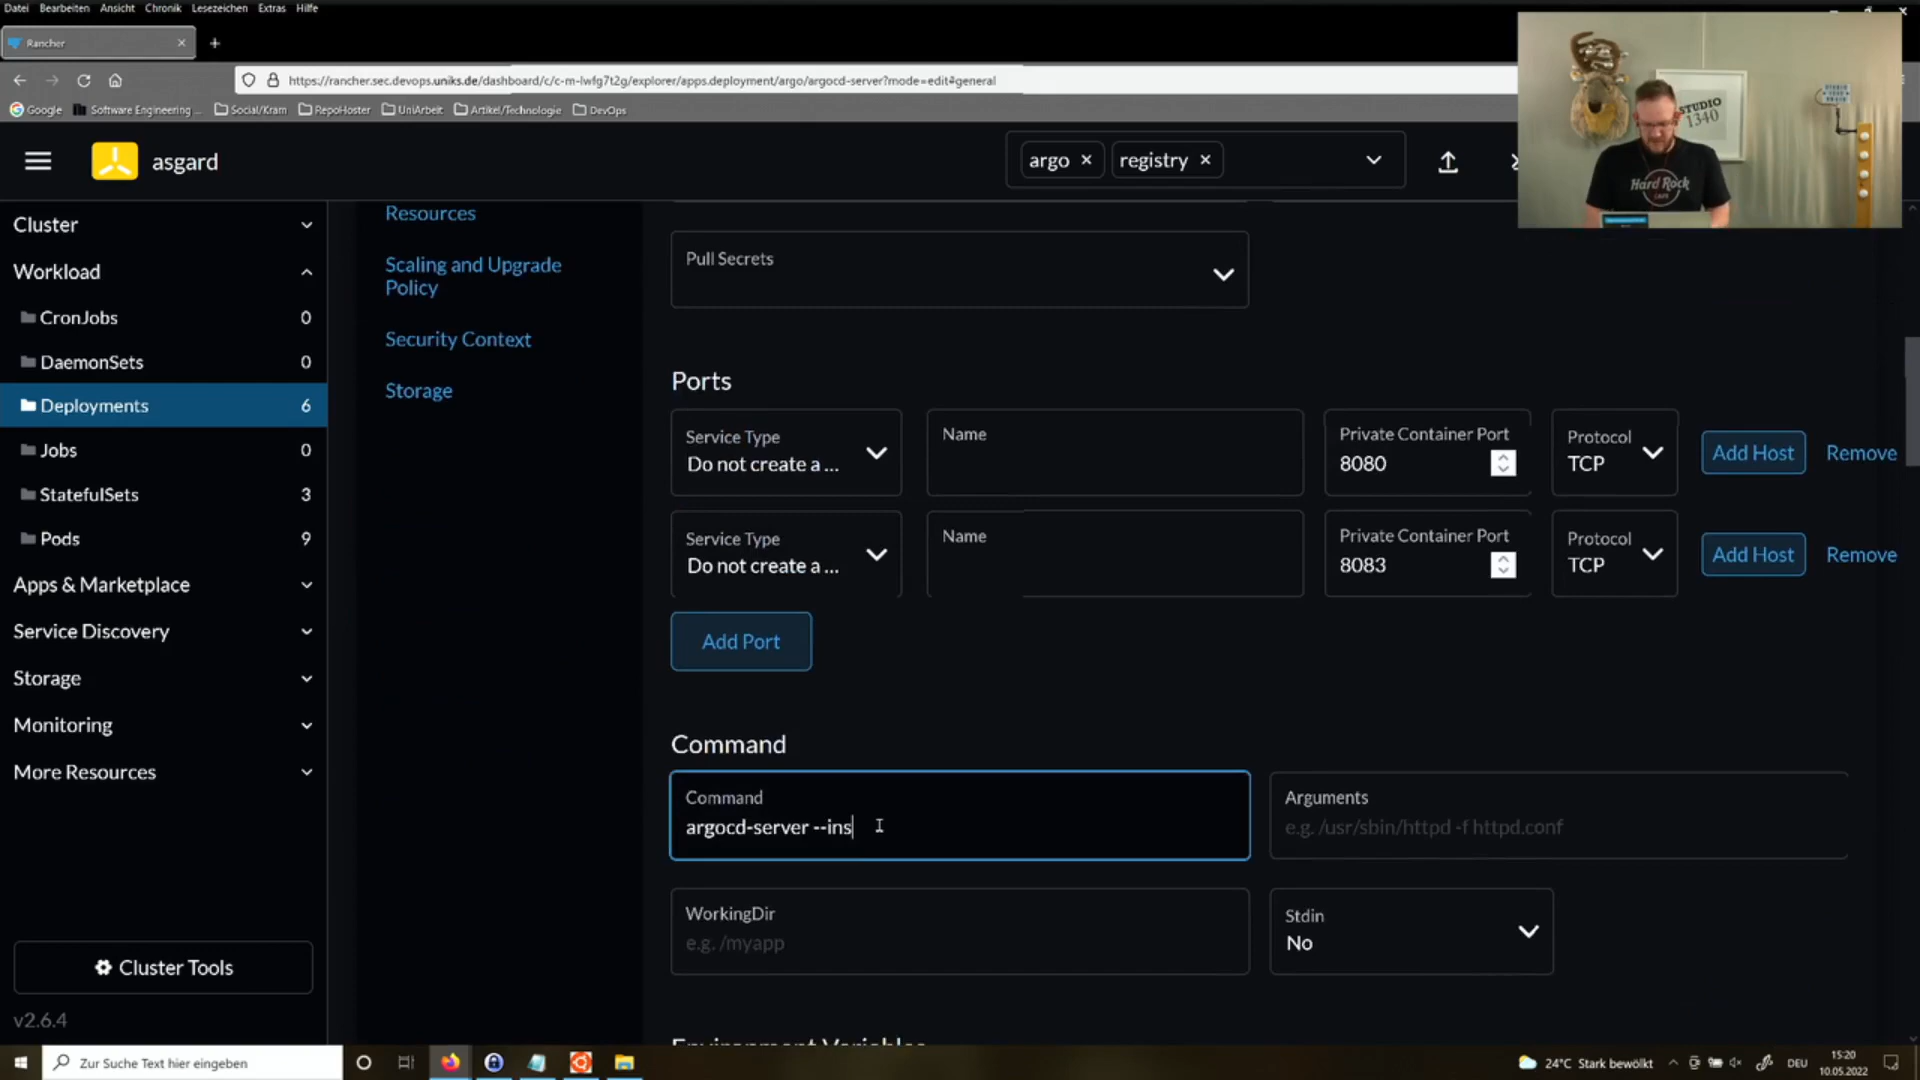 Datei Bearbeiten Ansicht Chronik Lesezeichen Extras Hilfe
Rancher
https://rancher.sec.devops.uniks.de/dashboard/c/c-m-lwfg7t2g/explorer/apps.deployment/argo/argocd-server?mode=edit#general
Google Software Engineering ... Social/Kram RepoHoster UniArbeit Artikel/Technologie DevOps
STUDIO
1340
Hard Rock
asgard
argo
registry
Cluster
Workload
CronJobs 0
DaemonSets 0
Deployments 6
Jobs 0
StatefulSets 3
Pods 9
Apps & Marketplace
Service Discovery
Storage
Monitoring
More Resources
Cluster Tools
v2.6.4
Resources
Scaling and Upgrade
Policy
Security Context
Storage
Pull Secrets
Ports
Service Type
Do not create a ...
Name
Private Container Port
8080
Protocol
TCP
Add Host
Remove
Service Type
Do not create a ...
Name
Private Container Port
8083
Protocol
TCP
Add Host
Remove
Add Port
Command
Command
argocd-server --ins
Arguments
e.g. /usr/sbin/httpd -f httpd.conf
WorkingDir
e.g. /myapp
Stdin
No
Environment Variables
Zur Suche Text hier eingeben
24°C Stark bewölkt
DEU
15:20
10.05.2022